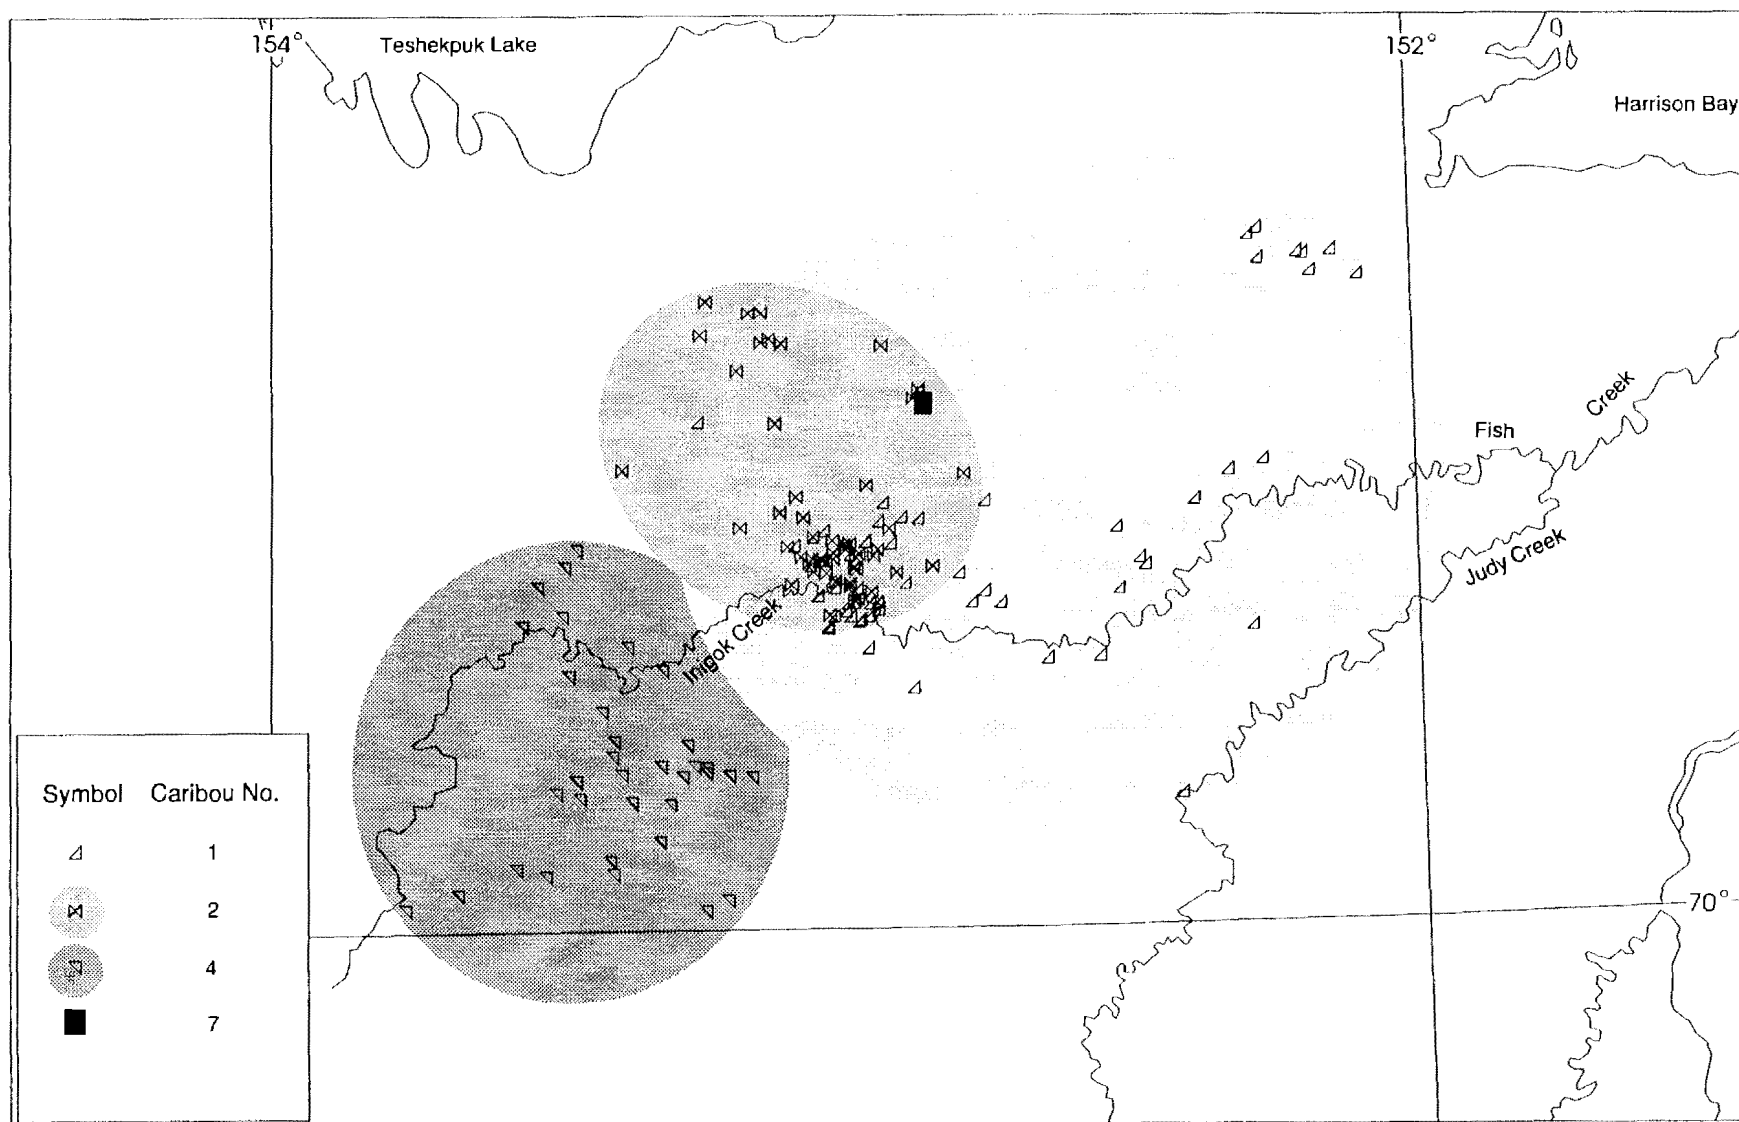 154°
Teshekpuk Lake
152°
Harrison Bay
Creek
Fish
Judy Creek
Inigok Creek
Symbol Caribou No.
1
2
4
7
70°